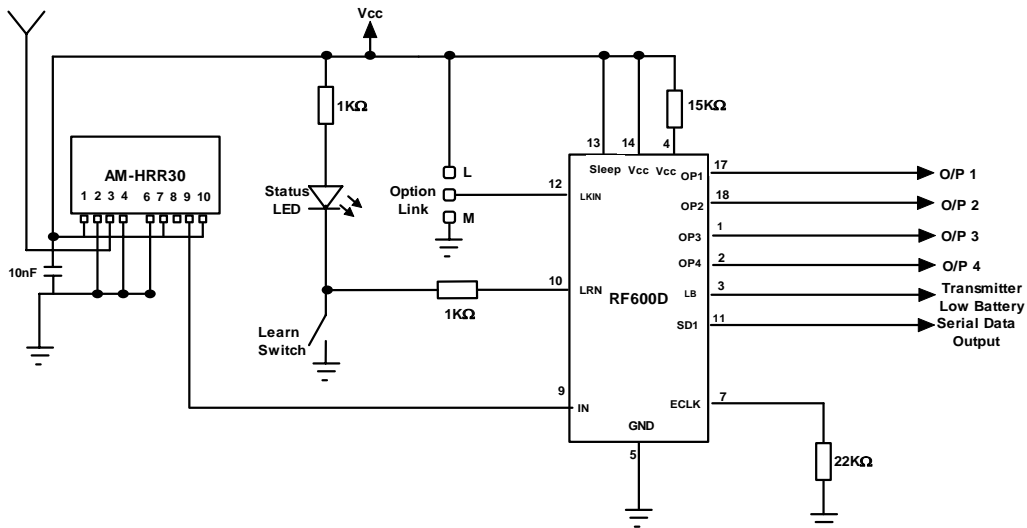 Vcc
1KΩ
15KΩ
AM-HRR30
1 2 3 4 6 7 8 9 10
10nF
Status
LED
Option
Link
L
M
Learn
Switch
1KΩ
13
14
4
12
10
9
5
Sleep Vcc Vcc
LKIN
LRN
IN
RF600D
GND
OP1
OP2
OP3
OP4
LB
SD1
ECLK
17
18
1
2
3
11
7
O/P 1
O/P 2
O/P 3
O/P 4
Transmitter
Low Battery
Serial Data
Output
22KΩ